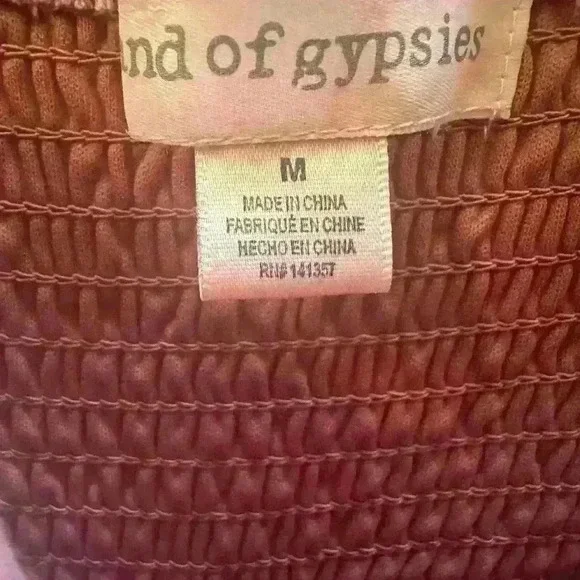 nd of gypsies
M
MADE IN CHINA
FABRIQUÉ EN CHINE
HECHO EN CHINA
RN# 141357